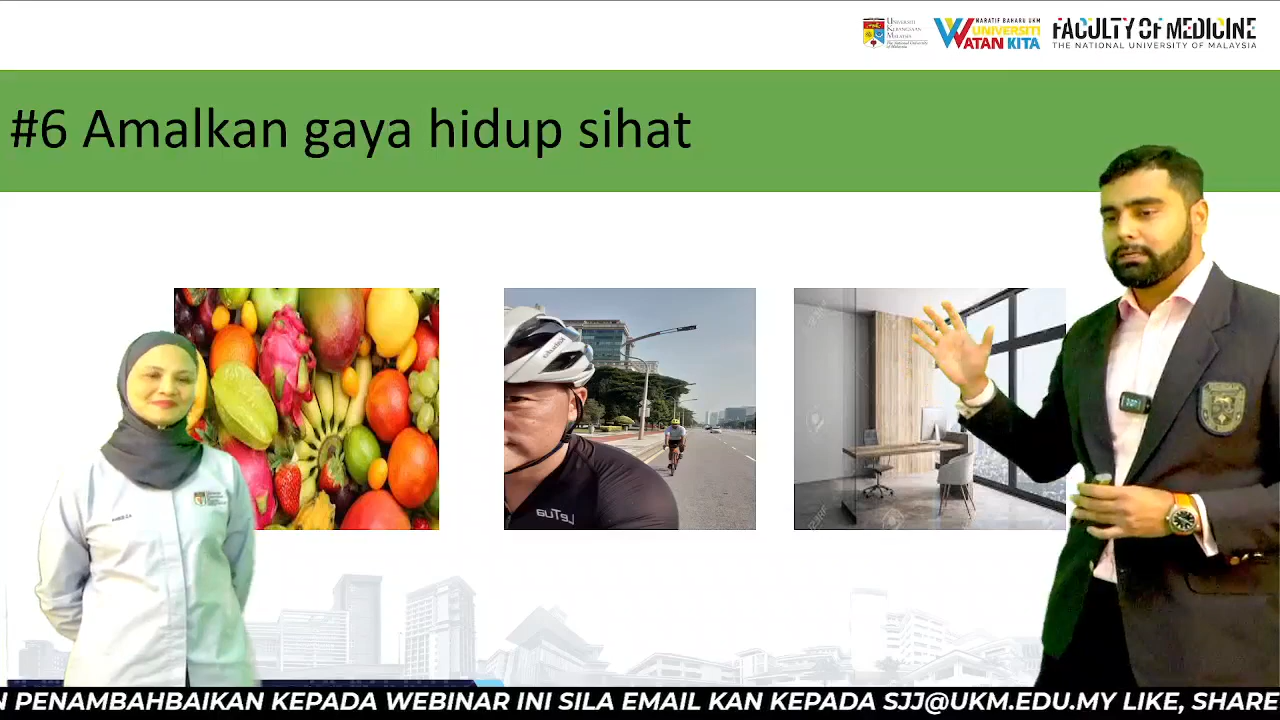 UNIVERSITI
KEBANGSAAN
MALAYSIA
The National University
of Malaysia
NARATIF BAHARU UKM
UNIVERSITI
WATAN KITA
FACULTY OF MEDICINE
THE NATIONAL UNIVERSITY OF MALAYSIA
#6 Amalkan gaya hidup sihat
LeTua
N PENAMBAHBAIKAN KEPADA WEBINAR INI SILA EMAIL KAN KEPADA SJJ@UKM.EDU.MY LIKE, SHARE